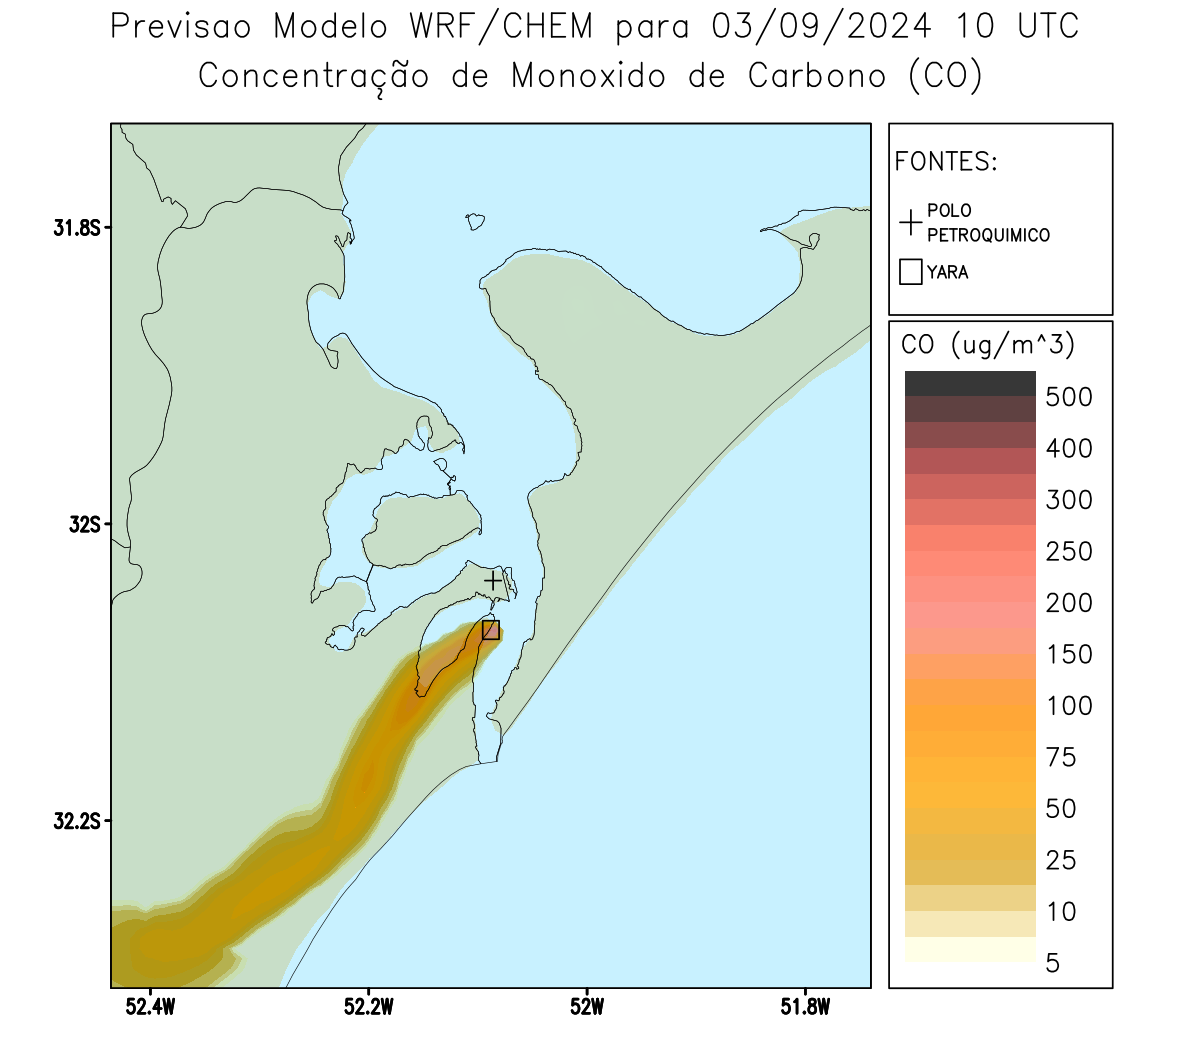 Previsao Modelo WRF/CHEM para 03/09/2024 10 UTC
Concentração de Monoxido de Carbono (CO)
FONTES:
POLO
PETROQUIMICO
YARA
CO (ug/m^3)
500
400
300
250
200
150
100
75
50
25
10
5
31.8S
32S
32.2S
52.4W
52.2W
52W
51.8W